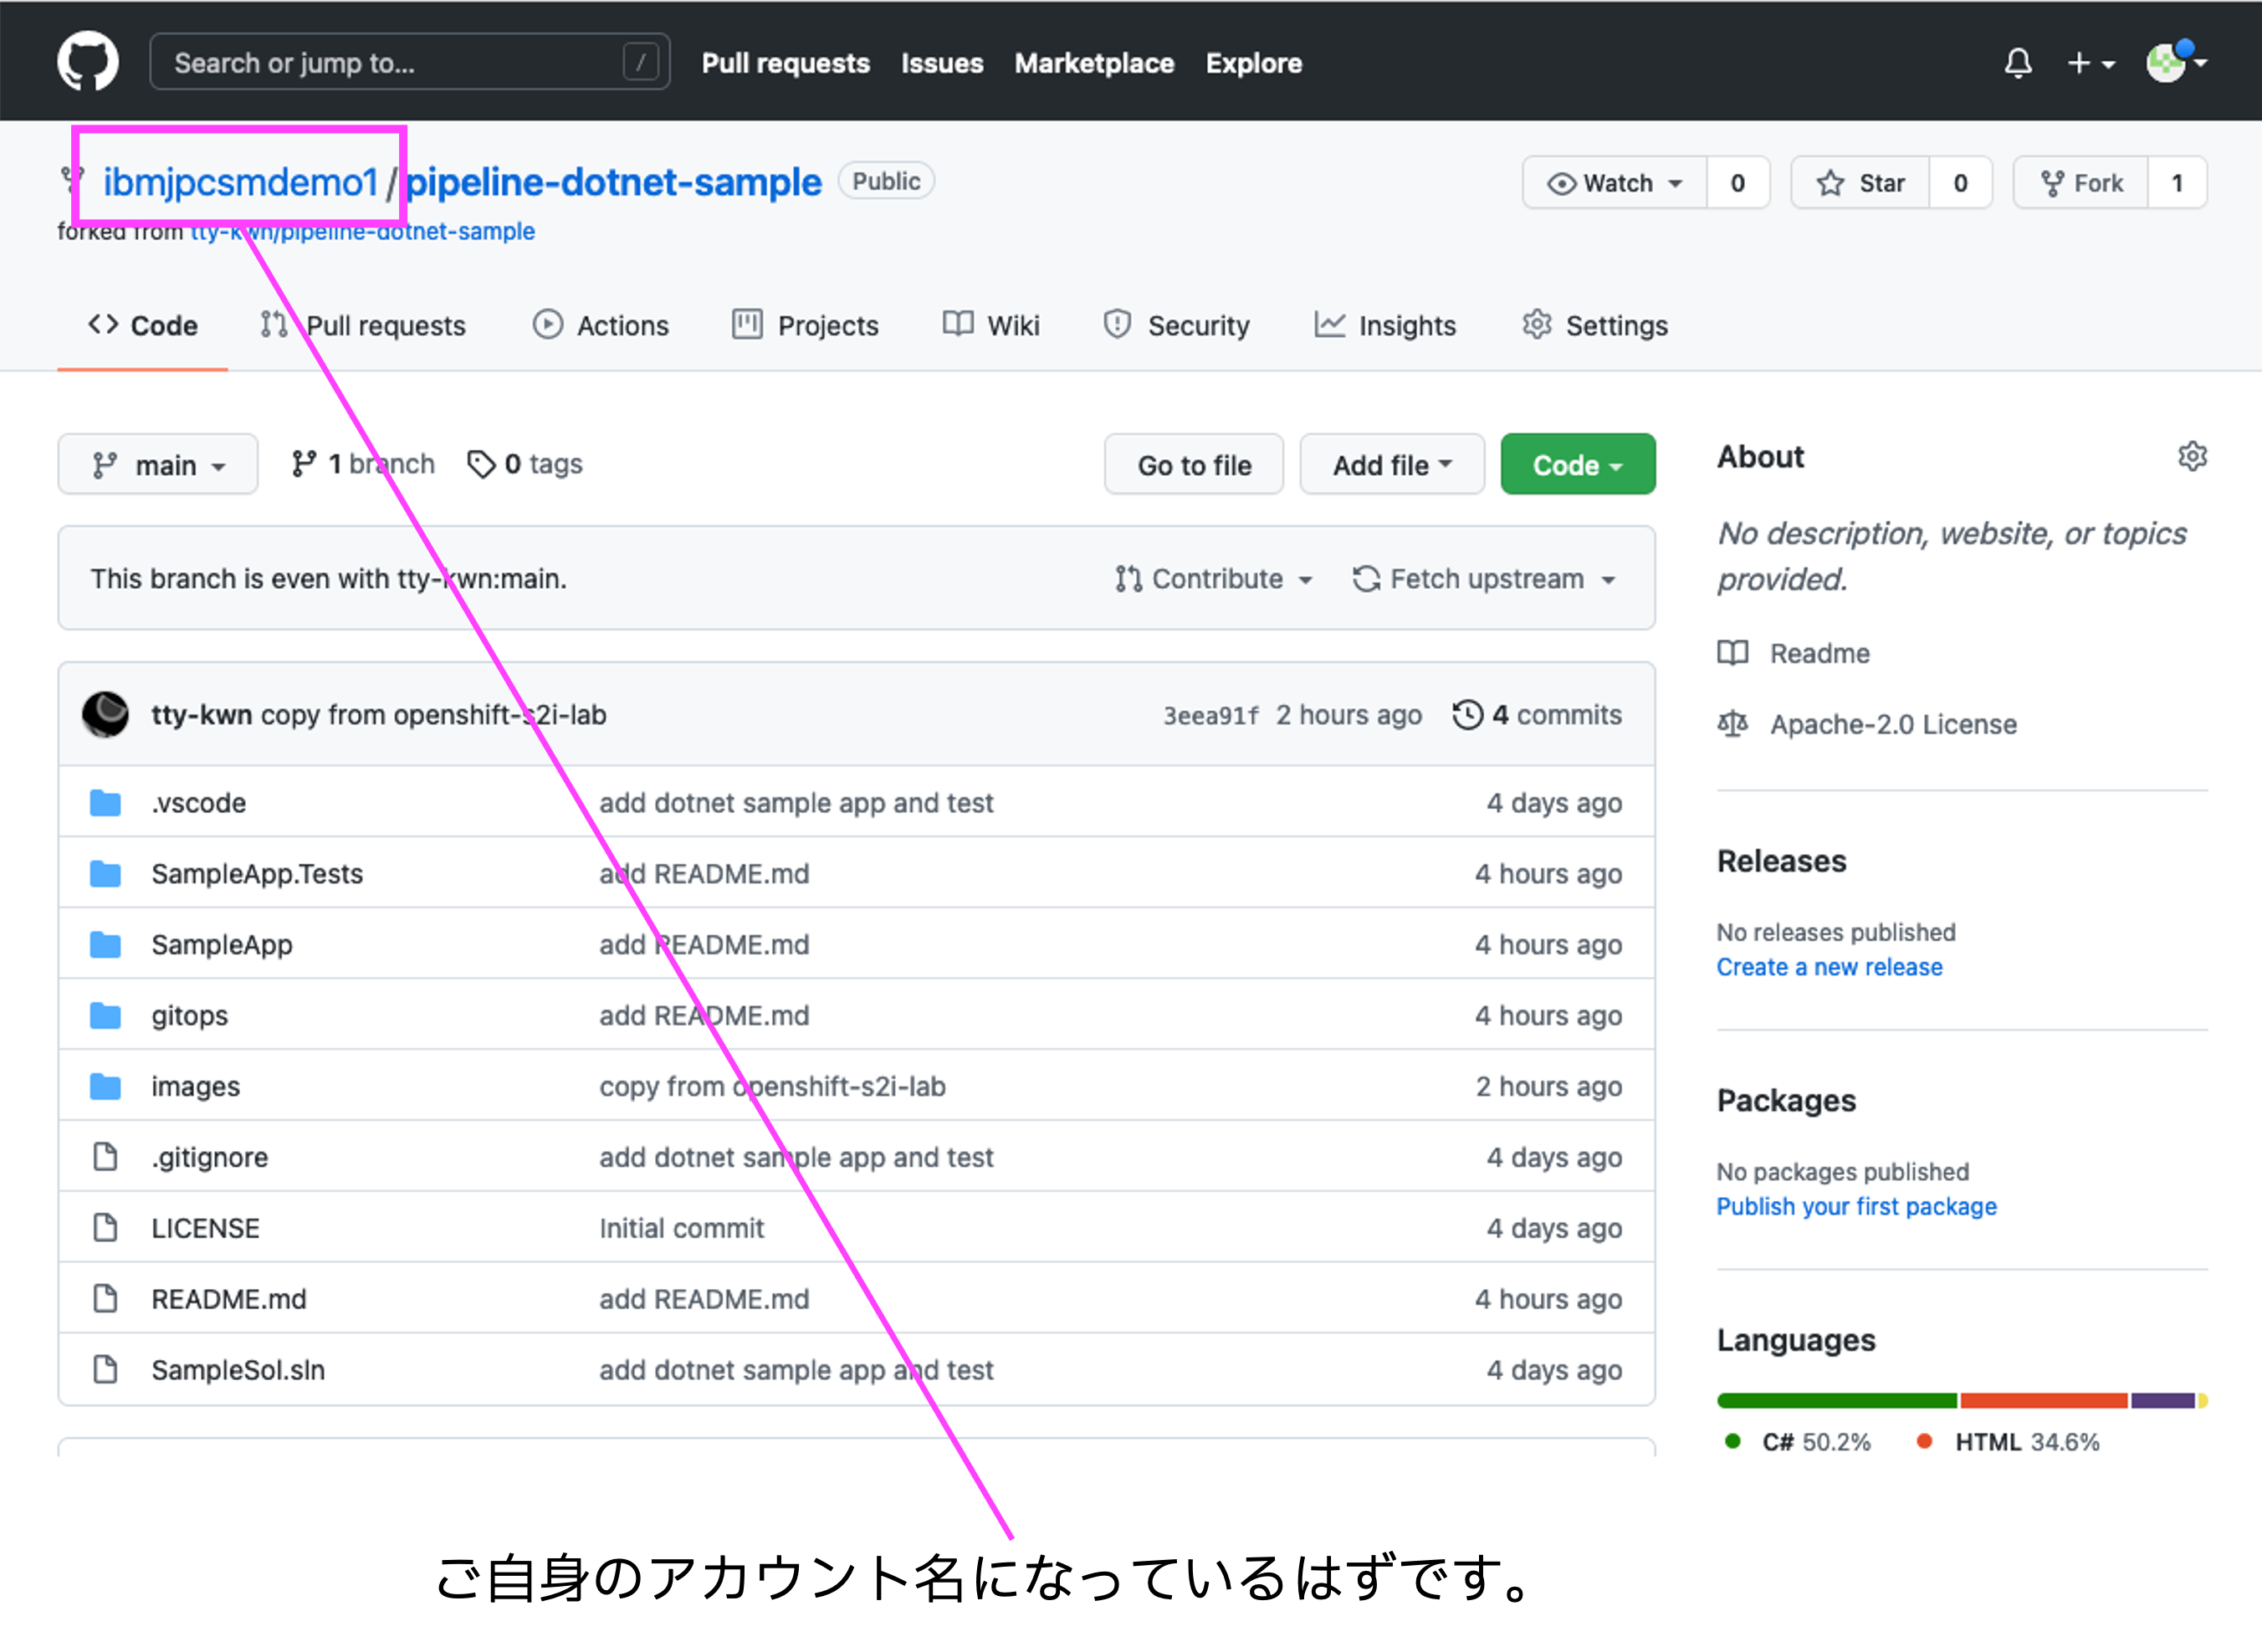 Search or jump to... / Pull requests Issues Marketplace Explore
ibmjpcsmdemo1 / pipeline-dotnet-sample Public Watch 0 Star 0 Fork 1
forked from tty-kwn/pipeline-dotnet-sample
Code Pull requests Actions Projects Wiki Security Insights Settings
main 1 branch 0 tags Go to file Add file Code
This branch is even with tty-kwn:main. Contribute Fetch upstream
tty-kwn copy from openshift-s2i-lab 3eea91f 2 hours ago 4 commits
.vscode add dotnet sample app and test 4 days ago
SampleApp.Tests add README.md 4 hours ago
SampleApp add README.md 4 hours ago
gitops add README.md 4 hours ago
images copy from openshift-s2i-lab 2 hours ago
.gitignore add dotnet sample app and test 4 days ago
LICENSE Initial commit 4 days ago
README.md add README.md 4 hours ago
SampleSol.sln add dotnet sample app and test 4 days ago
About
No description, website, or topics
provided.
Readme
Apache-2.0 License
Releases
No releases published
Create a new release
Packages
No packages published
Publish your first package
Languages
C# 50.2% HTML 34.6%
ご自身のアカウント名になっているはずです。